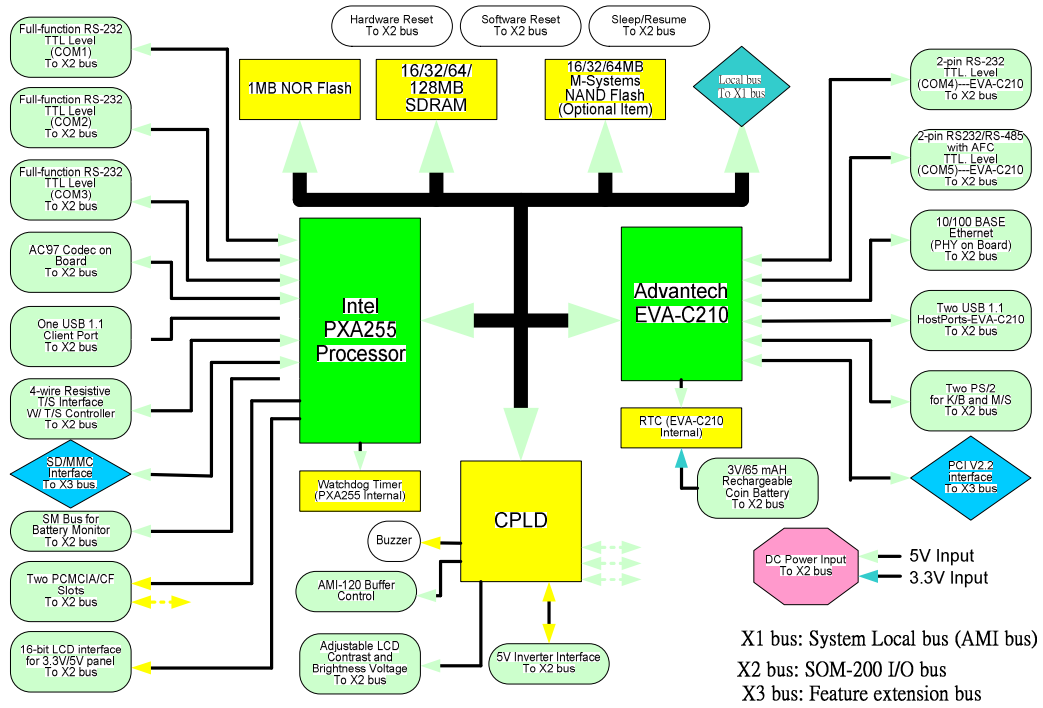 Hardware Reset
To X2 bus
Software Reset
To X2 bus
Sleep/Resume
To X2 bus
Full-function RS-232
TTL Level
(COM1)
To X2 bus
Full-function RS-232
TTL Level
(COM2)
To X2 bus
Full-function RS-232
TTL Level
(COM3)
To X2 bus
AC'97 Codec on
Board
To X2 bus
One USB 1.1
Client Port
To X2 bus
4-wire Resistive
T/S Interface
W/ T/S Controller
To X2 bus
SD/MMC
Interface
To X3 bus
SM Bus for
Battery Monitor
To X2 bus
Two PCMCIA/CF
Slots
To X2 bus
16-bit LCD interface
for 3.3V/5V panel
To X2 bus
1MB NOR Flash
16/32/64/
128MB
SDRAM
16/32/64MB
M-Systems
NAND Flash
(Optional Item)
Local bus
To X1 bus
Intel
PXA255
Processor
Watchdog Timer
(PXA255 Internal)
Advantech
EVA-C210
RTC (EVA-C210
Internal)
3V/65 mAH
Rechargeable
Coin Battery
To X2 bus
CPLD
Buzzer
AMI-120 Buffer
Control
Adjustable LCD
Contrast and
Brightness Voltage
To X2 bus
5V Inverter Interface
To X2 bus
2-pin RS-232
TTL. Level
(COM4)---EVA-C210
To X2 bus
2-pin RS232/RS-485
with AFC
TTL. Level
(COM5)---EVA-C210
To X2 bus
10/100 BASE
Ethernet
(PHY on Board)
To X2 bus
Two USB 1.1
HostPorts-EVA-C210
To X2 bus
Two PS/2
for K/B and M/S
To X2 bus
PCI V2.2
interface
To X3 bus
DC Power Input
To X2 bus
5V Input
3.3V Input
X1 bus: System Local bus (AMI bus)
X2 bus: SOM-200 I/O bus
X3 bus: Feature extension bus